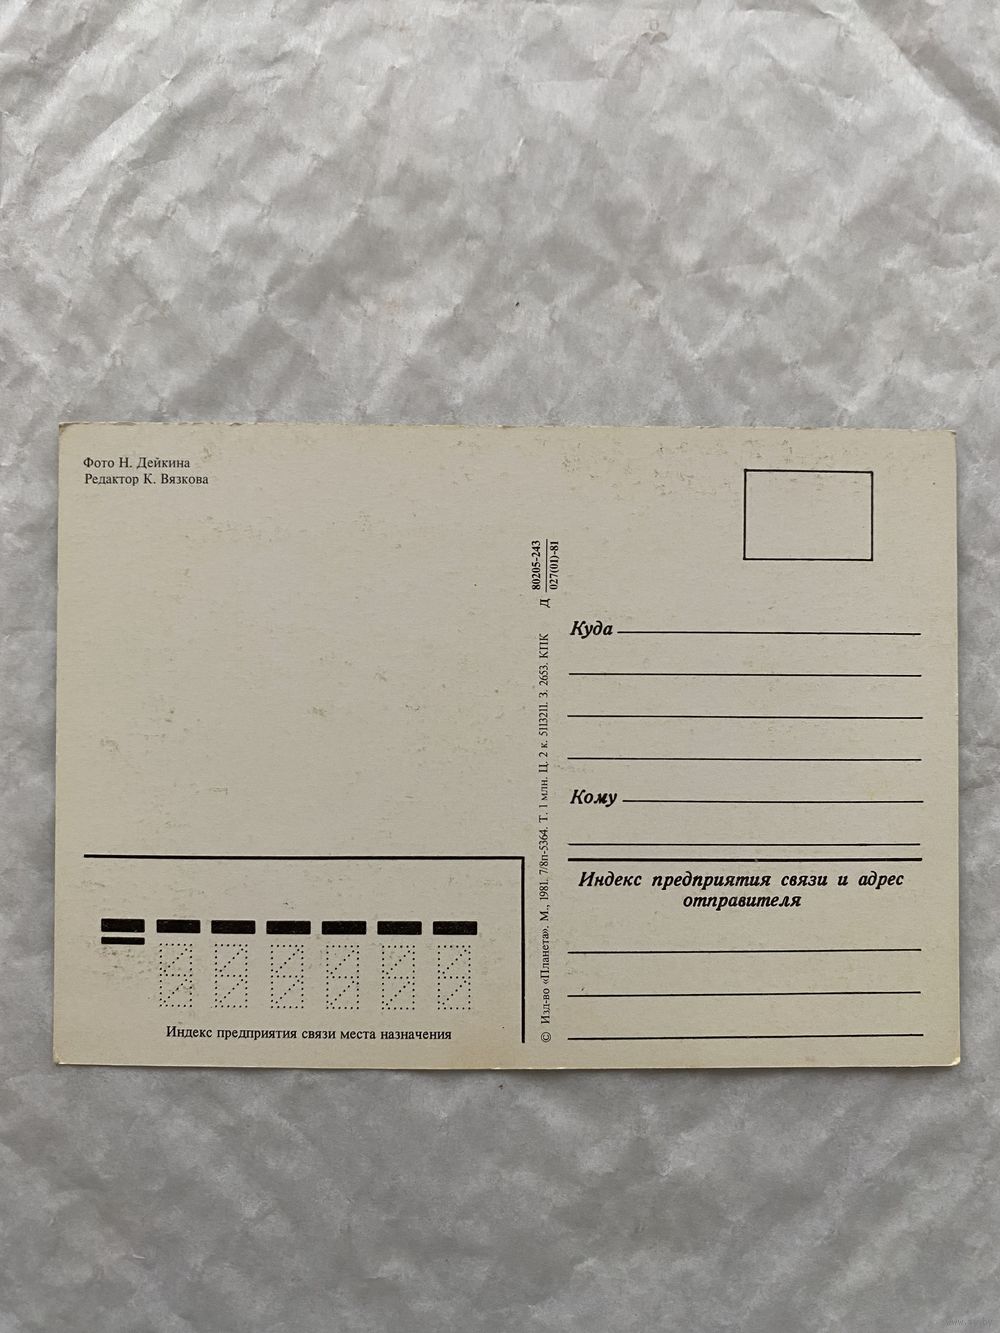 Фото Н. Дейкина
Редактор К. Вязкова
© Изд-во «Планета». М., 1981. 7/8п-5364. Т. 1 млн. Ц. 2 к. 5113211. З. 2653. КПК
Д 80205-243
027(01)-81
Куда
Кому
Индекс предприятия связи и адрес
отправителя
Индекс предприятия связи места назначения